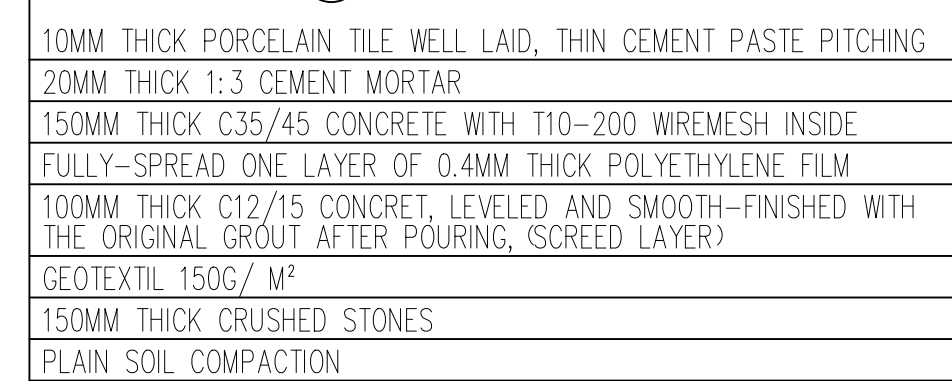 10MM THICK PORCELAIN TILE WELL LAID, THIN CEMENT PASTE PITCHING
20MM THICK 1:3 CEMENT MORTAR
150MM THICK C35/45 CONCRETE WITH T10-200 WIREMESH INSIDE
FULLY-SPREAD ONE LAYER OF 0.4MM THICK POLYETHYLENE FILM
100MM THICK C12/15 CONCRET, LEVELED AND SMOOTH-FINISHED WITH
THE ORIGINAL GROUT AFTER POURING, (SCREED LAYER)
GEOTEXTIL 150G/ M²
150MM THICK CRUSHED STONES
PLAIN SOIL COMPACTION